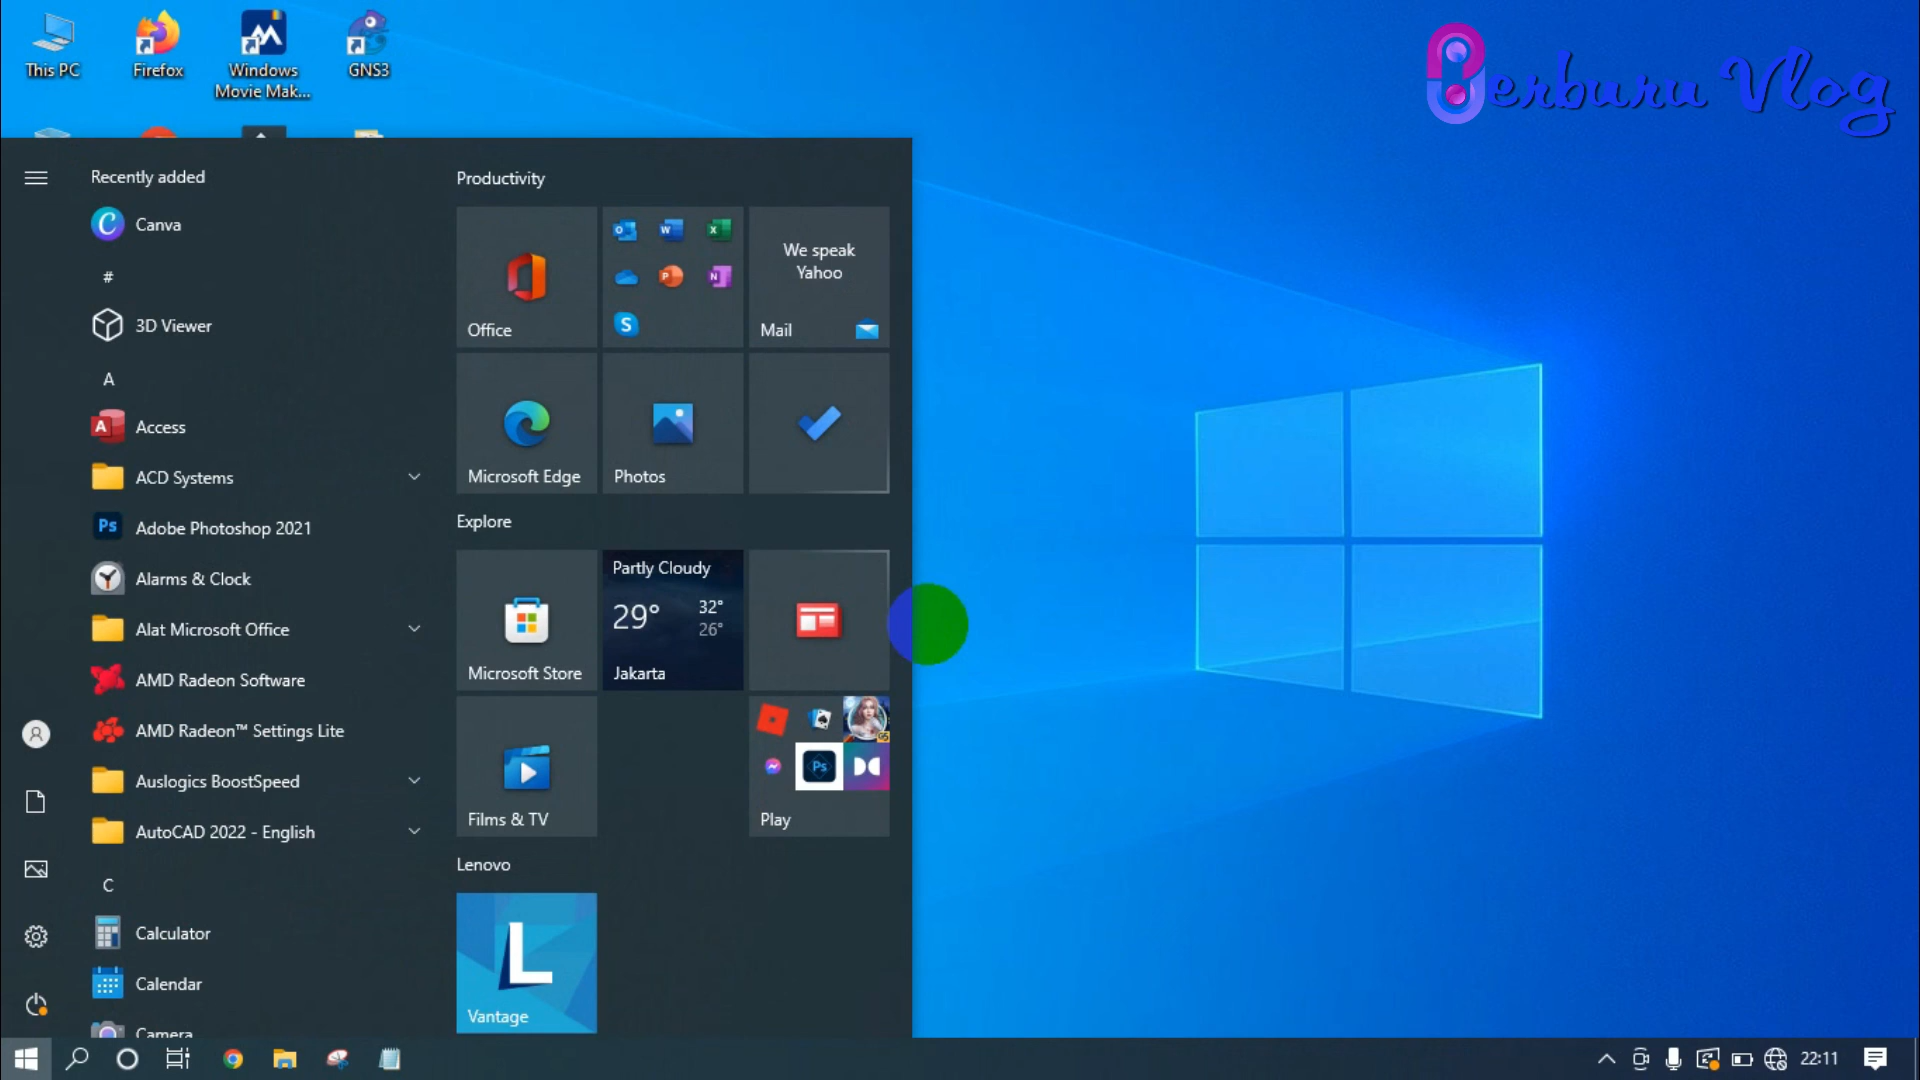 This PC
Firefox
Windows
Movie Mak...
GNS3
Berburu Vlog
Recently added
Canva
#
3D Viewer
A
Access
ACD Systems
Adobe Photoshop 2021
Alarms & Clock
Alat Microsoft Office
AMD Radeon Software
AMD Radeon™ Settings Lite
Auslogics BoostSpeed
AutoCAD 2022 - English
C
Calculator
Calendar
Camera
Productivity
Office
We speak
Yahoo
Mail
Microsoft Edge
Photos
Explore
Microsoft Store
Partly Cloudy
29° 32°
26°
Jakarta
Films & TV
Play
Lenovo
Vantage
22:11